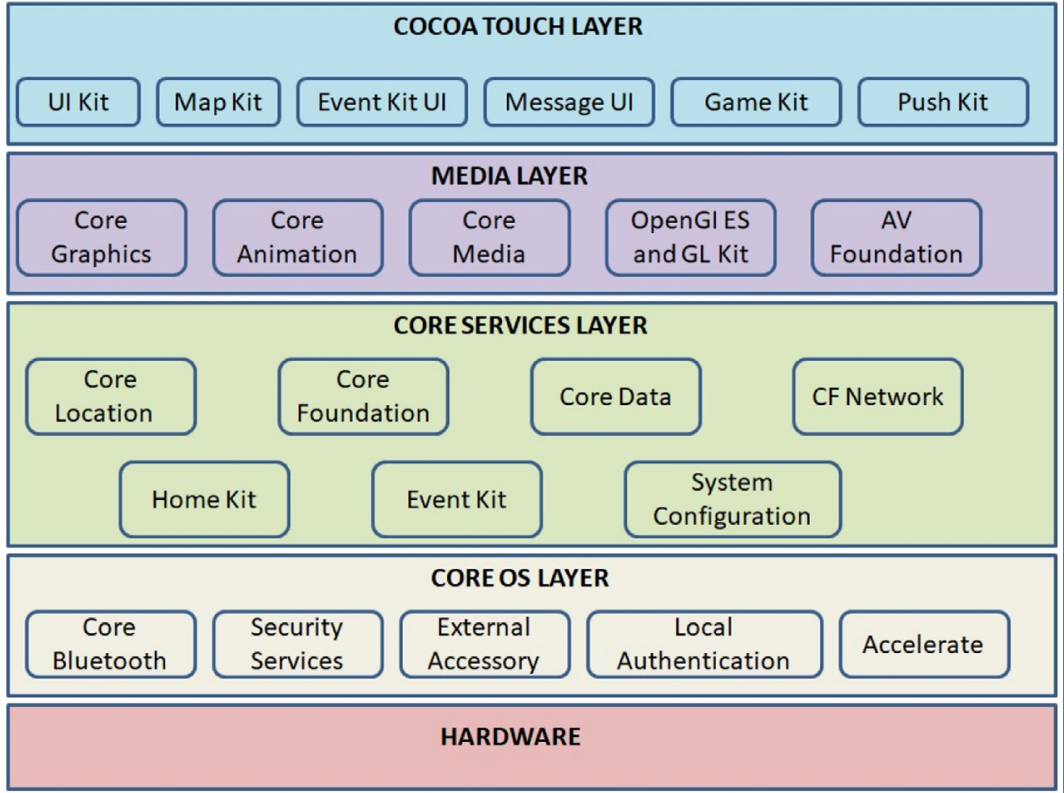 COCOA TOUCH LAYER
UI Kit
Map Kit
Event Kit UI
Message UI
Game Kit
Push Kit
MEDIA LAYER
Core
Graphics
Core
Animation
Core
Media
OpenGl ES
and GL Kit
AV
Foundation
CORE SERVICES LAYER
Core
Location
Core
Foundation
Core Data
CF Network
Home Kit
Event Kit
System
Configuration
CORE OS LAYER
Core
Bluetooth
Security
Services
External
Accessory
Local
Authentication
Accelerate
HARDWARE